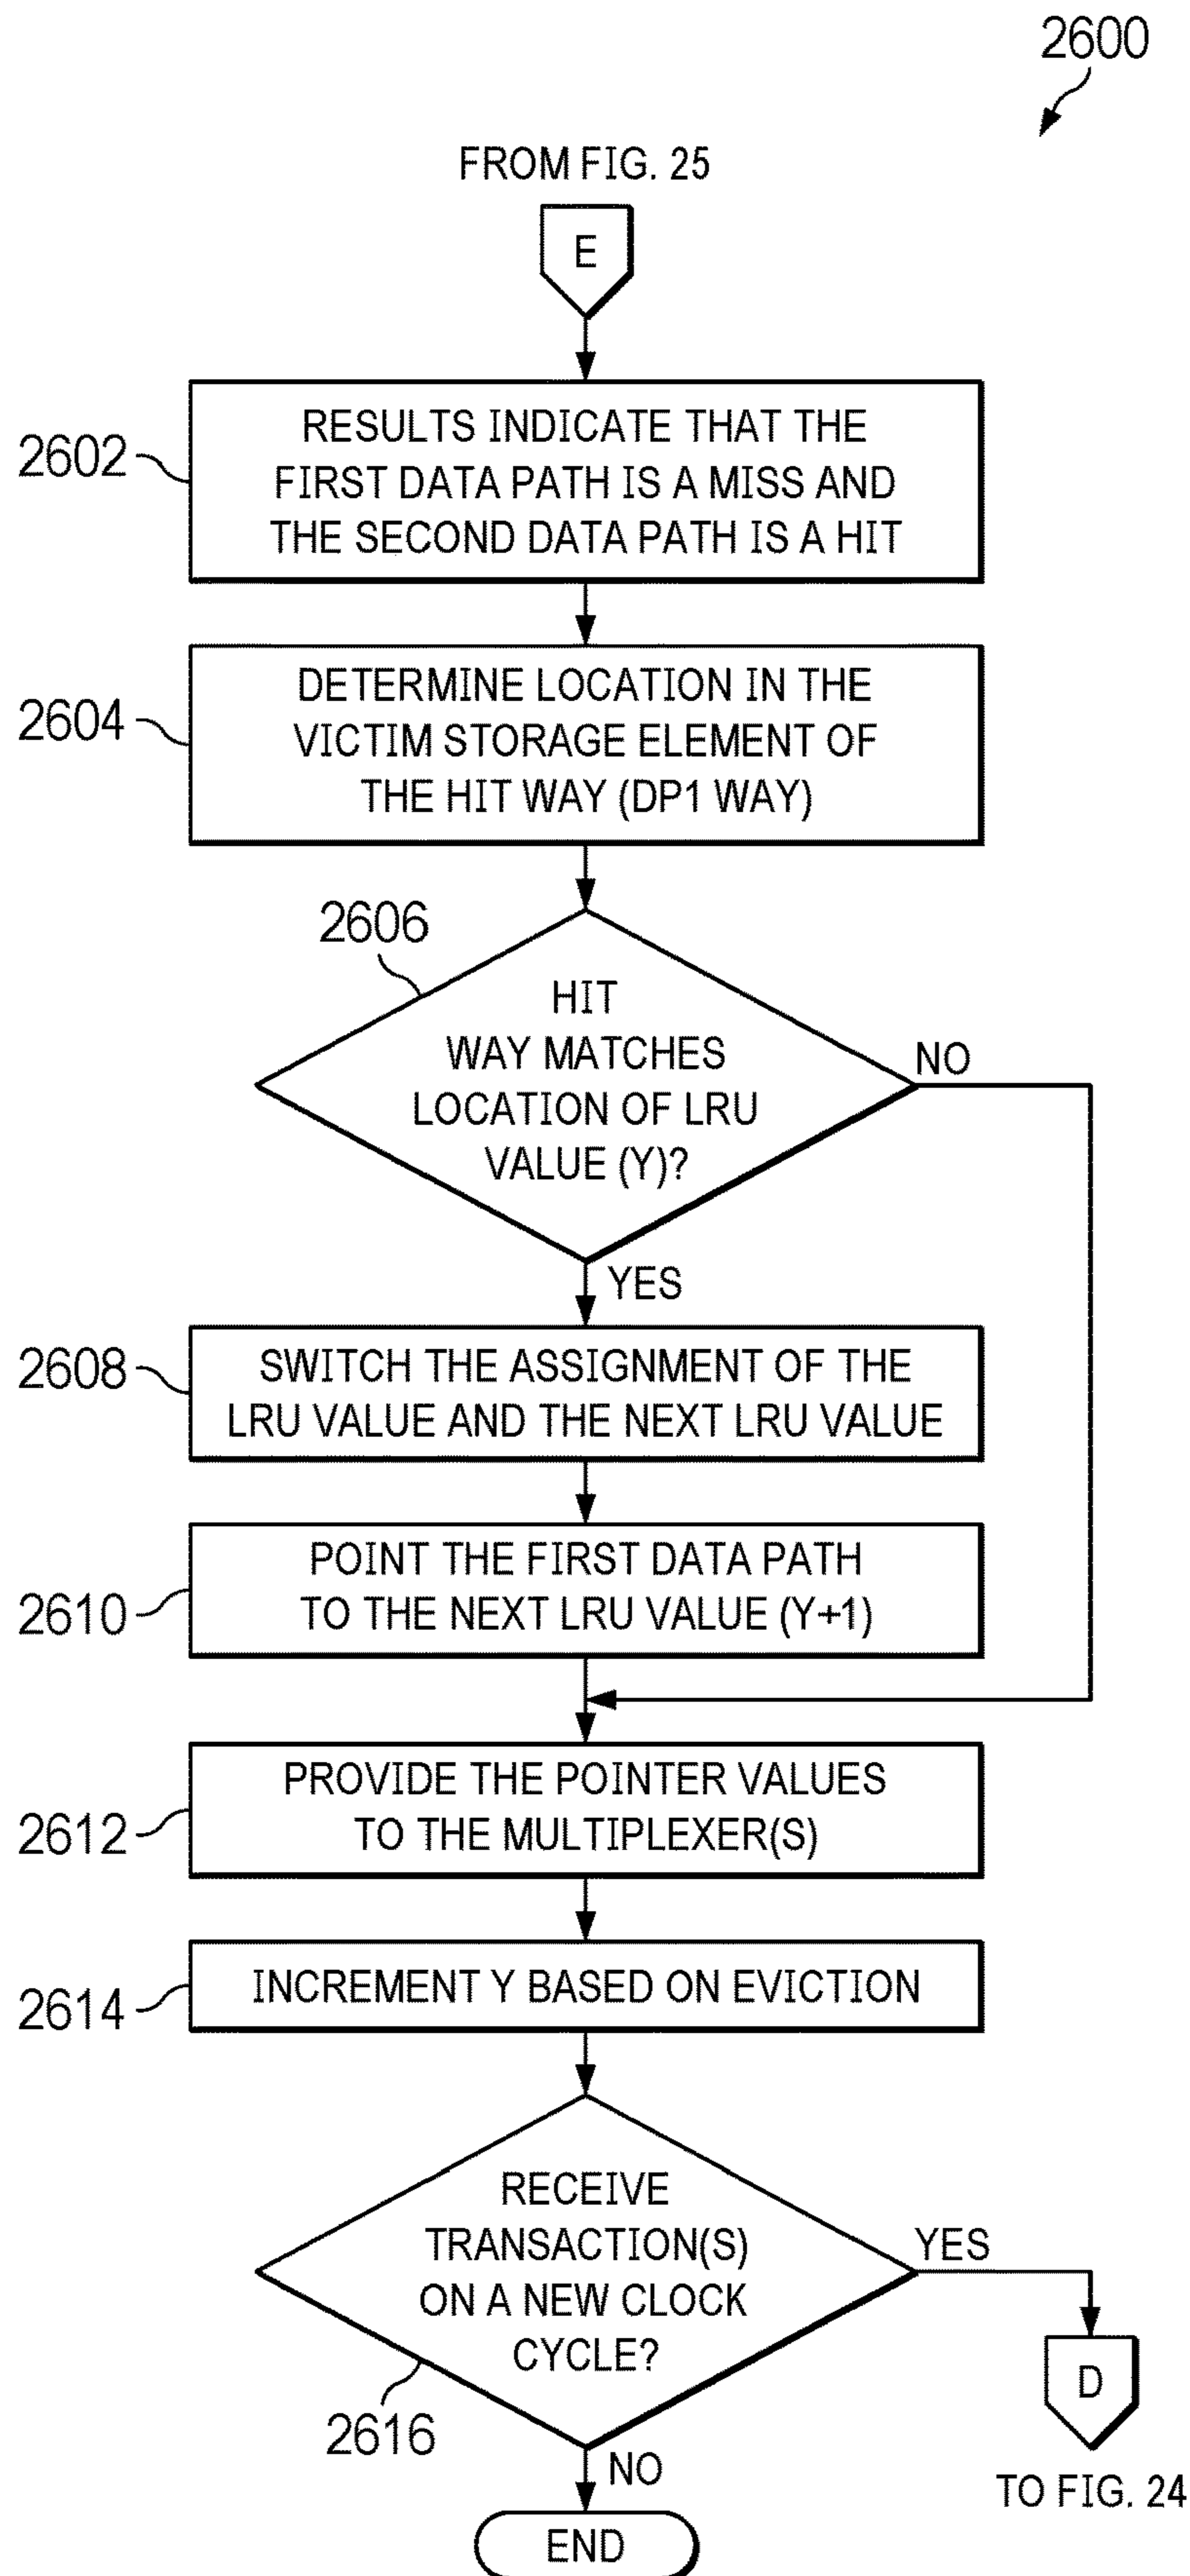 2600
FROM FIG. 25
E
2602
RESULTS INDICATE THAT THE
FIRST DATA PATH IS A MISS AND
THE SECOND DATA PATH IS A HIT
2604
DETERMINE LOCATION IN THE
VICTIM STORAGE ELEMENT OF
THE HIT WAY (DP1 WAY)
2606
HIT
WAY MATCHES
LOCATION OF LRU
VALUE (Y)?
NO
YES
2608
SWITCH THE ASSIGNMENT OF THE
LRU VALUE AND THE NEXT LRU VALUE
2610
POINT THE FIRST DATA PATH
TO THE NEXT LRU VALUE (Y+1)
2612
PROVIDE THE POINTER VALUES
TO THE MULTIPLEXER(S)
2614
INCREMENT Y BASED ON EVICTION
RECEIVE
TRANSACTION(S)
ON A NEW CLOCK
CYCLE?
YES
2616
D
NO
TO FIG. 24
END